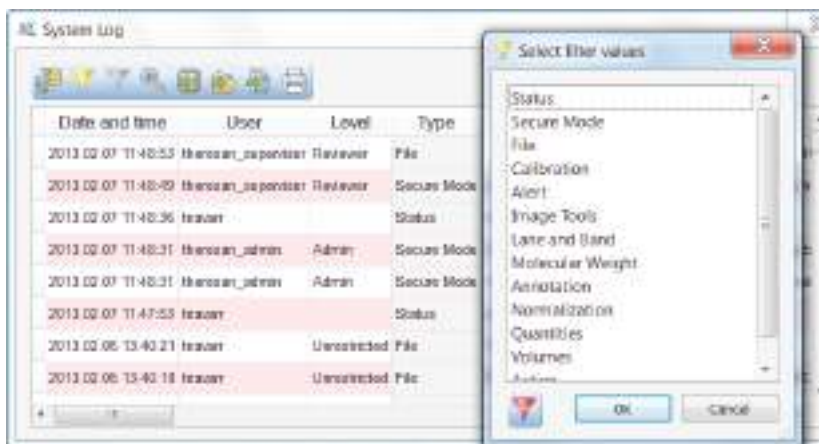 System Log
Date and time User Level Type
2013.02.07 11:48:53 theresan_supervisor Reviewer File
2013.02.07 11:48:49 theresan_supervisor Reviewer Secure Mode
2013.02.07 11:48:36 Status
2013.02.07 11:48:31 theresan_admin Admin Secure Mode
2013.02.07 11:48:31 theresan_admin Admin Secure Mode
2013.02.07 11:47:53 Status
2013.02.06 13:40:21 Unrestricted File
2013.02.06 13:40:18 Unrestricted File
Select filter values
Status
Secure Mode
File
Calibration
Alert
Image Tools
Lane and Band
Molecular Weight
Annotation
Normalization
Quantities
Volumes
OK Cancel